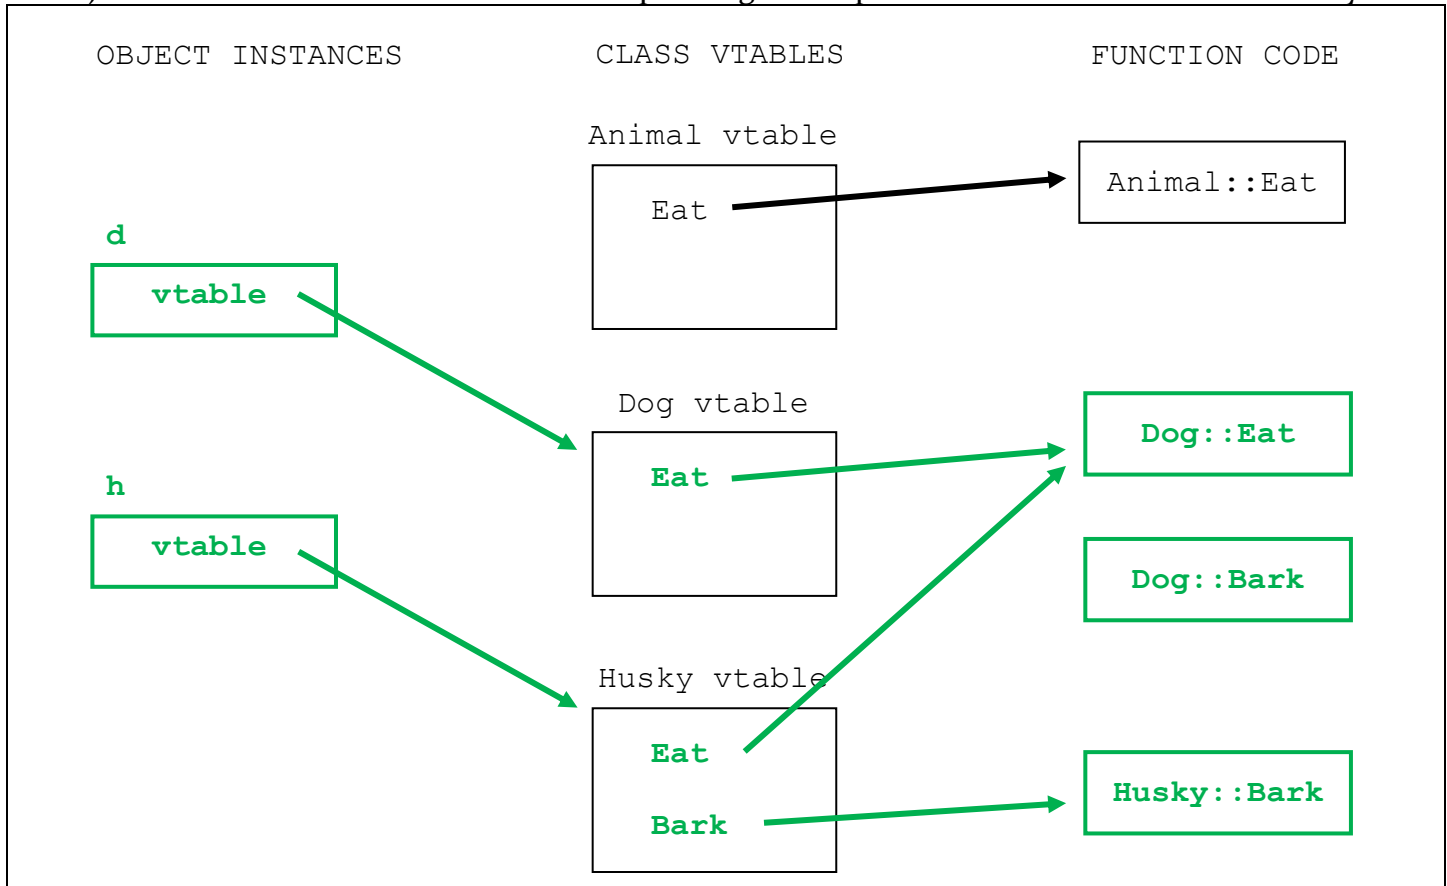 OBJECT INSTANCES
CLASS VTABLES
FUNCTION CODE
Animal vtable
Eat
Animal::Eat
d
vtable
Dog vtable
Eat
Dog::Eat
h
vtable
Dog::Bark
Husky vtable
Eat
Bark
Husky::Bark